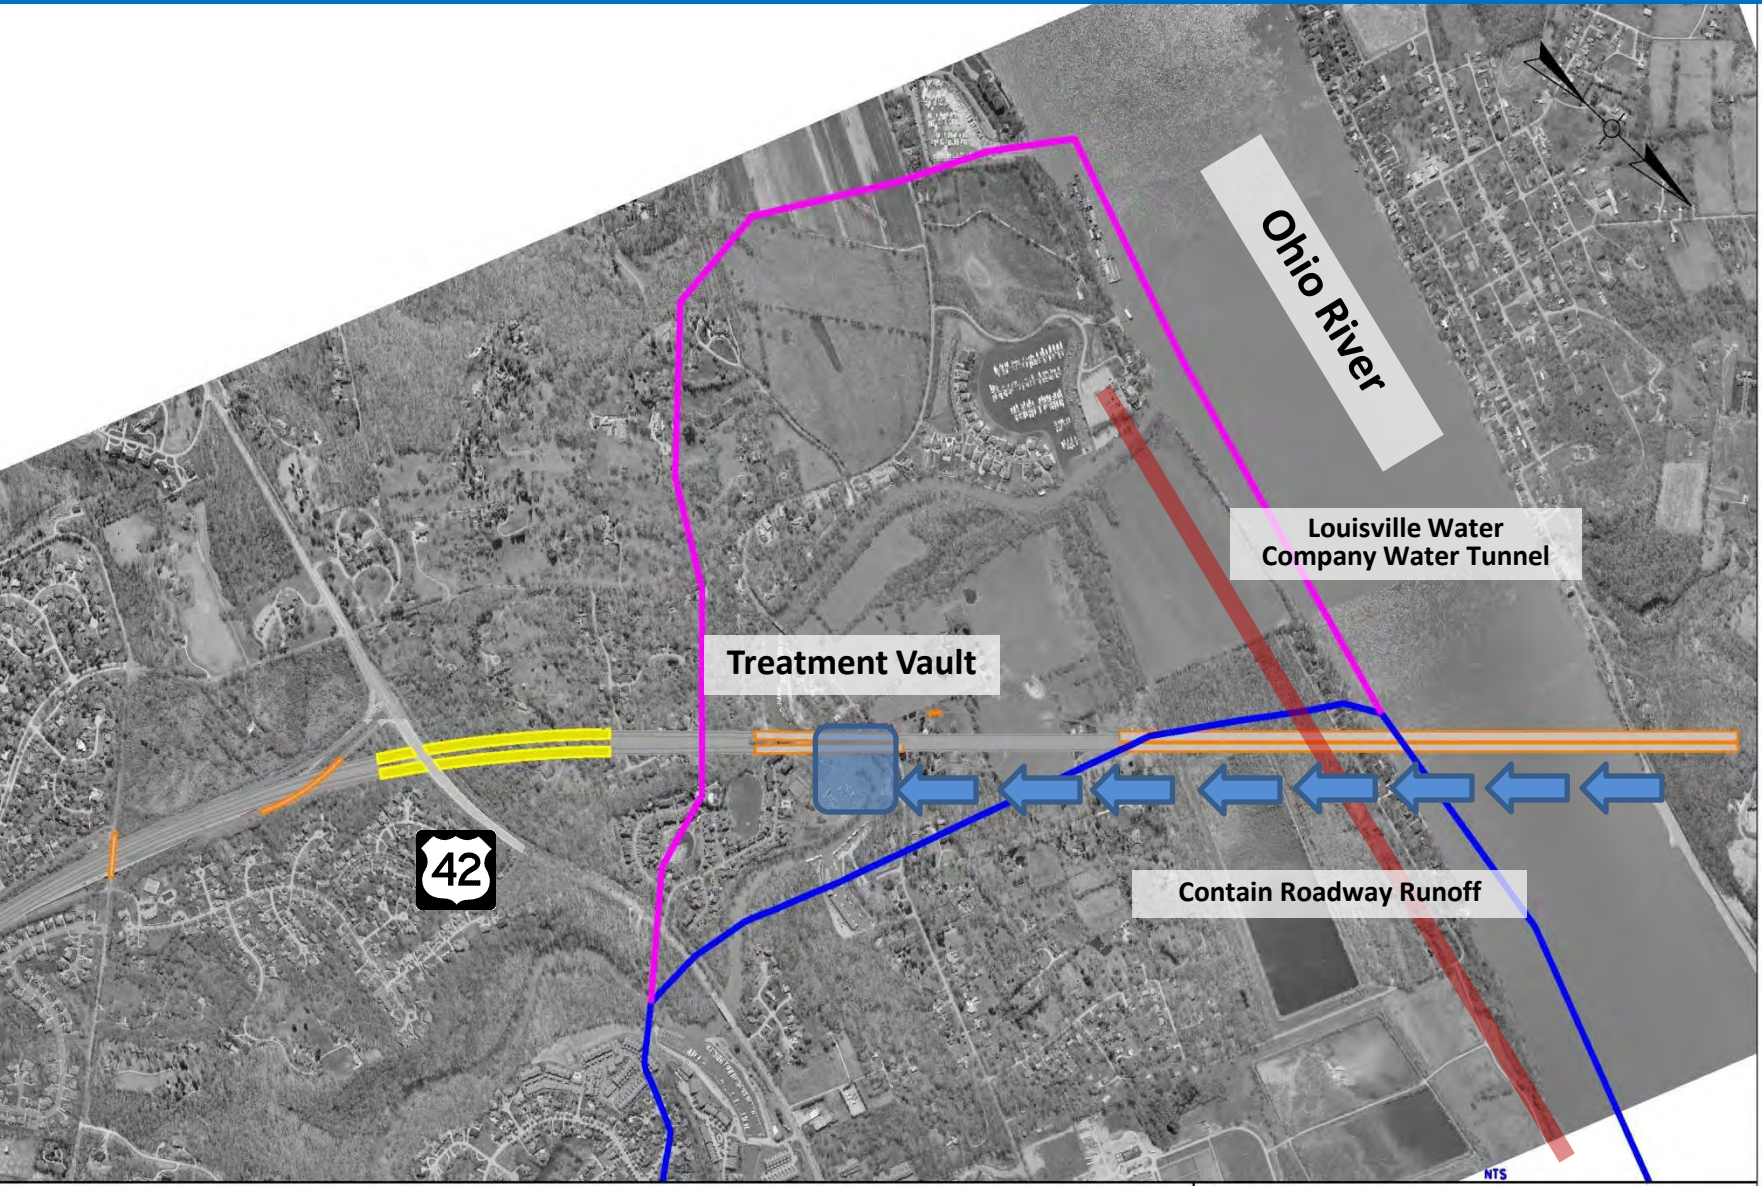 Ohio River
Louisville Water
Company Water Tunnel
Treatment Vault
42
Contain Roadway Runoff
NTS